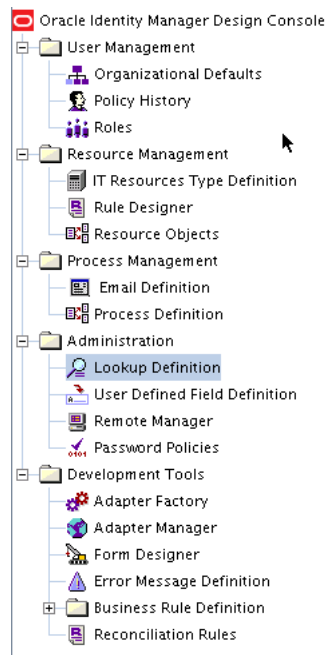 Oracle Identity Manager Design Console
User Management
Organizational Defaults
Policy History
Roles
Resource Management
IT Resources Type Definition
Rule Designer
Resource Objects
Process Management
Email Definition
Process Definition
Administration
Lookup Definition
User Defined Field Definition
Remote Manager
Password Policies
Development Tools
Adapter Factory
Adapter Manager
Form Designer
Error Message Definition
Business Rule Definition
Reconciliation Rules